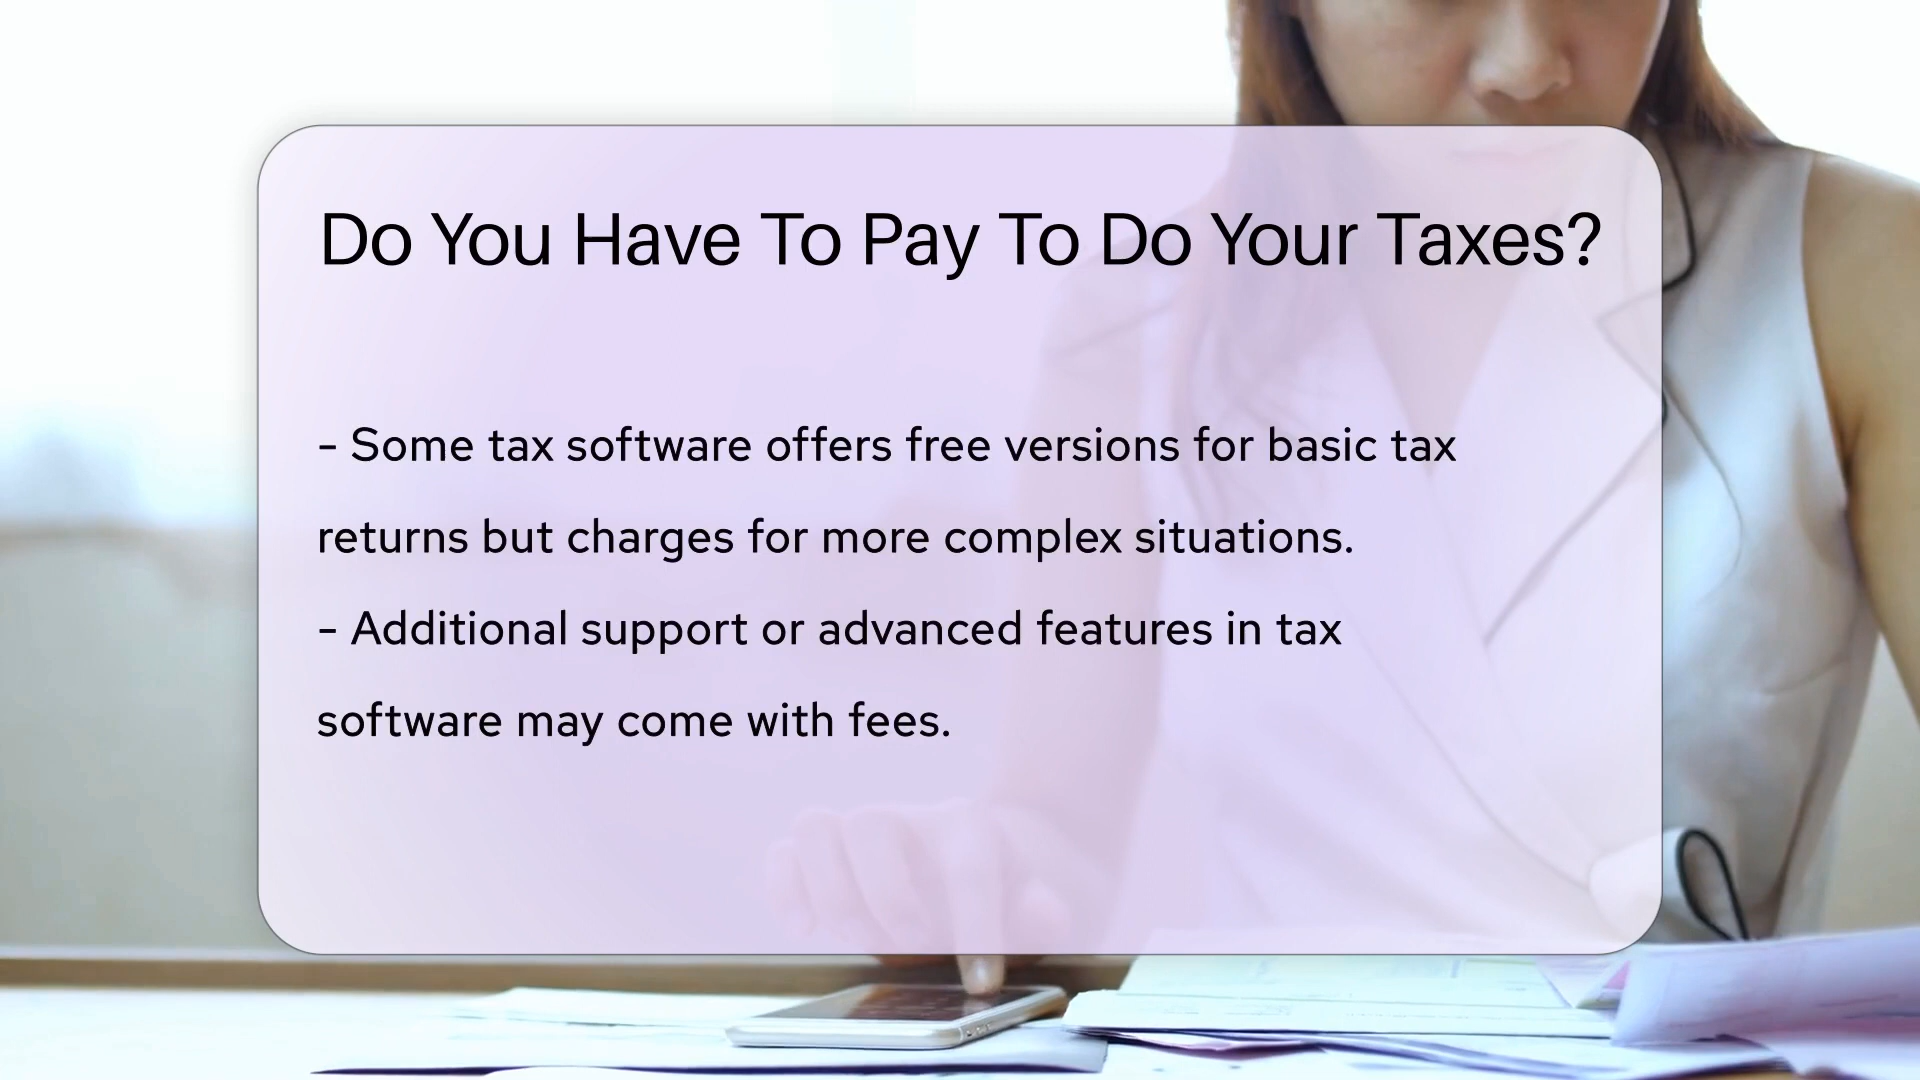 Do You Have To Pay To Do Your Taxes?
- Some tax software offers free versions for basic tax
returns but charges for more complex situations.
- Additional support or advanced features in tax
software may come with fees.